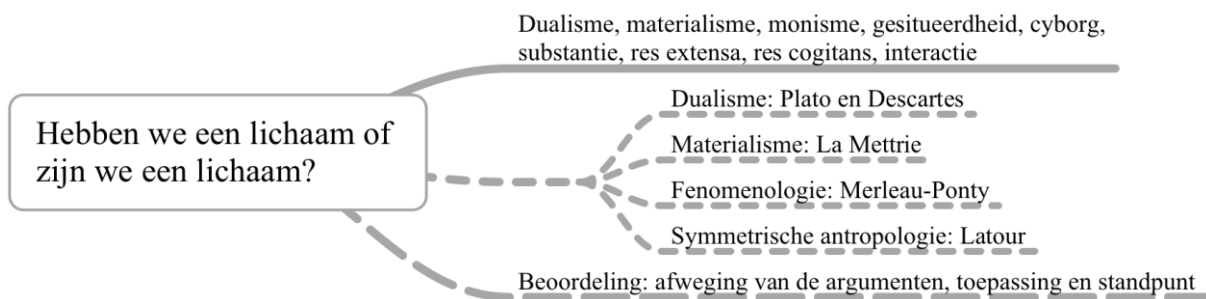 Dualisme, materialisme, monisme, gesitueerdheid, cyborg,
substantie, res extensa, res cogitans, interactie
Hebben we een lichaam of
zijn we een lichaam?
Dualisme: Plato en Descartes
Materialisme: La Mettrie
Fenomenologie: Merleau-Ponty
Symmetrische antropologie: Latour
Beoordeling: afweging van de argumenten, toepassing en standpunt